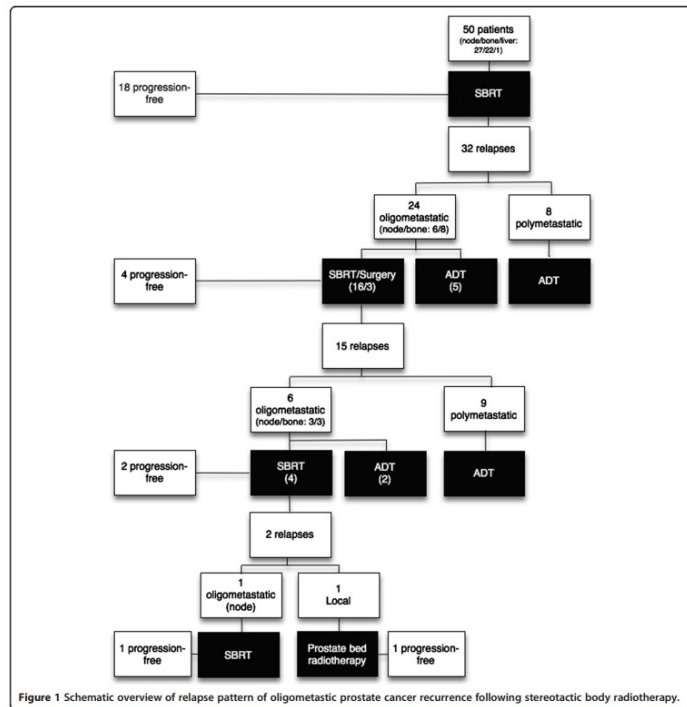 50 patients
(node/bone/liver:
27/22/1)
18 progression-
free
SBRT
32 relapses
24
oligometastatic
(node/bone: 6/8)
8
polymetastatic
4 progression-
free
SBRT/Surgery
(16/3)
ADT
(5)
ADT
15 relapses
6
oligometastatic
(node/bone: 3/3)
9
polymetastatic
2 progression-
free
SBRT
(4)
ADT
(2)
ADT
2 relapses
1
oligometastatic
(node)
1
Local
1 progression-
free
SBRT
Prostate bed
radiotherapy
1 progression-
free
Figure 1 Schematic overview of relapse pattern of oligometastic prostate cancer recurrence following stereotactic body radiotherapy.